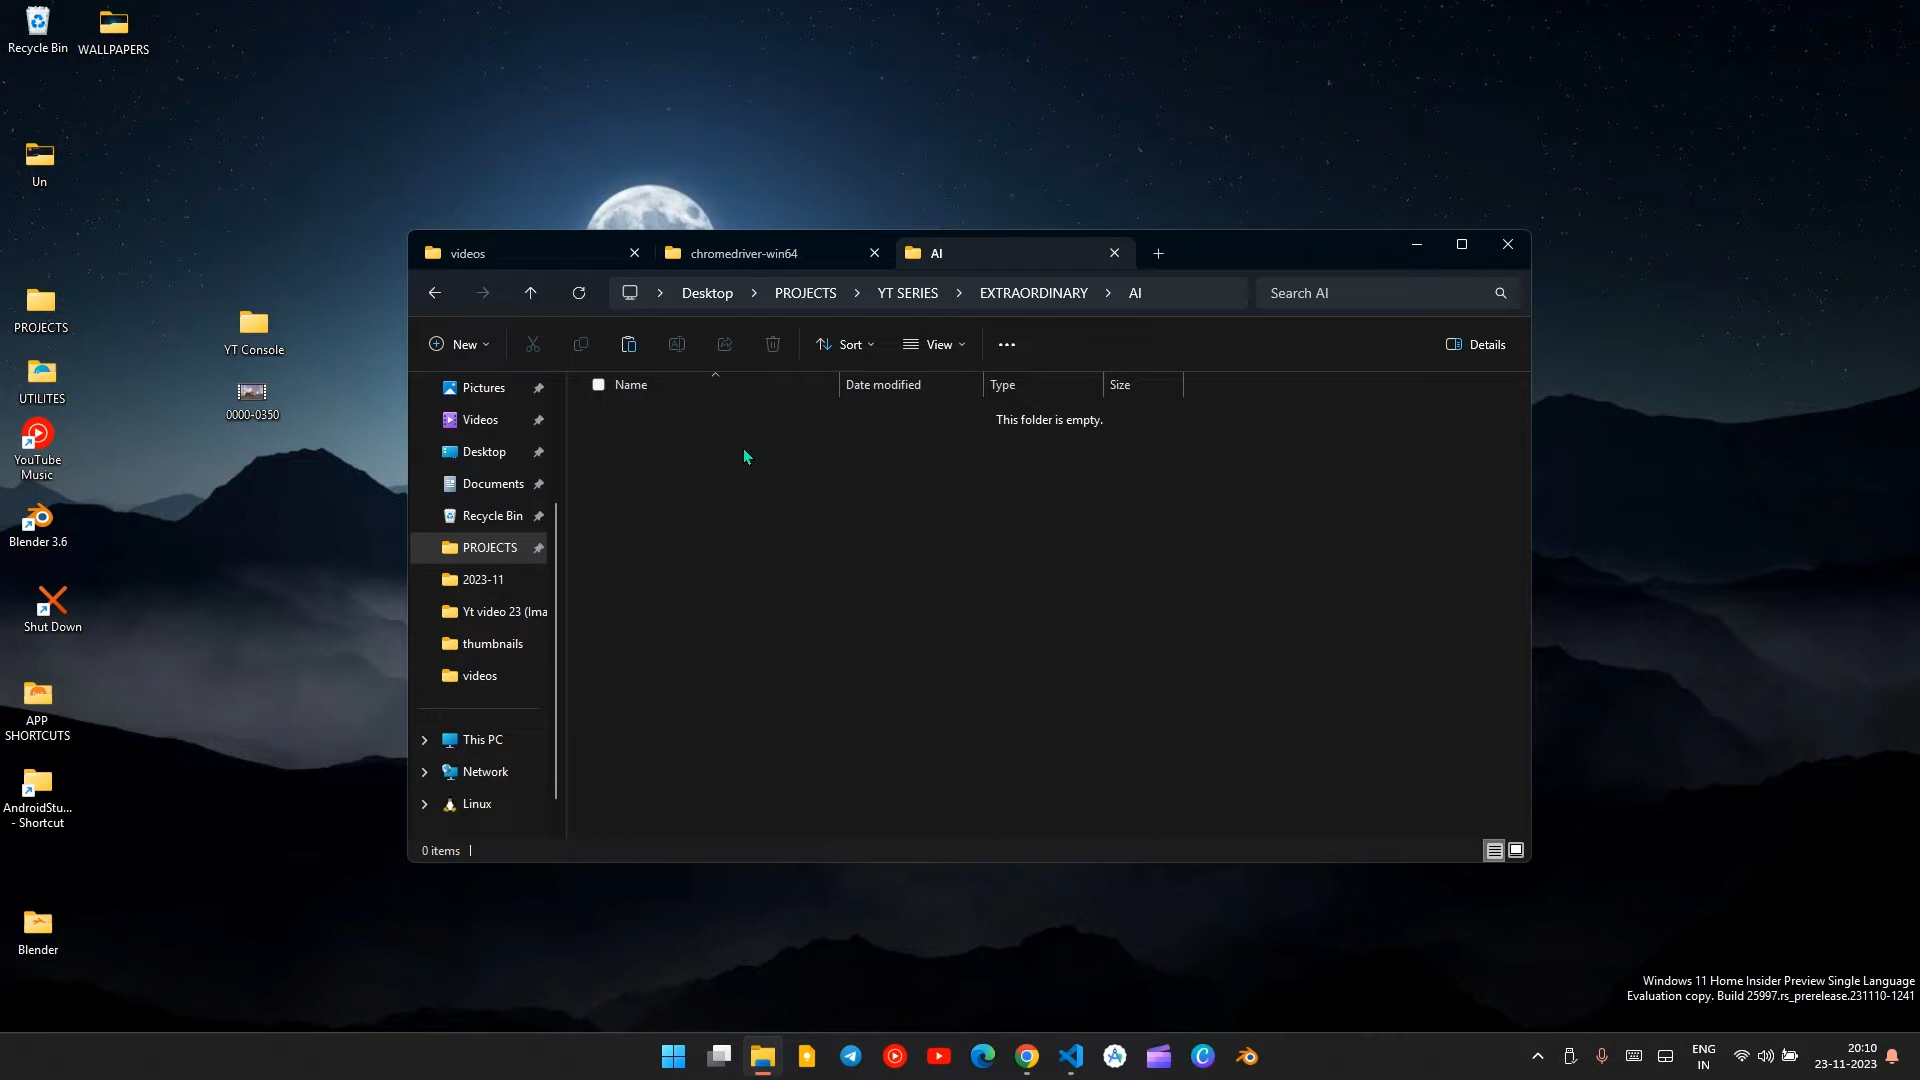 Recycle Bin
WALLPAPERS
Un
PROJECTS
UTILITES
YouTube
Music
Blender 3.6
Shut Down
APP
SHORTCUTS
AndroidStu...
- Shortcut
Blender
YT Console
0000-0350
videos
chromedriver-win64
AI
Desktop
PROJECTS
YT SERIES
EXTRAORDINARY
AI
Search AI
New
Sort
View
Details
Pictures
Videos
Desktop
Documents
Recycle Bin
PROJECTS
2023-11
Yt video 23 (Ima
thumbnails
videos
This PC
Network
Linux
Name
Date modified
Type
Size
This folder is empty.
0 items
Windows 11 Home Insider Preview Single Language
Evaluation copy. Build 25997.rs_prerelease.231110-1241
ENG
IN
20:10
23-11-2023